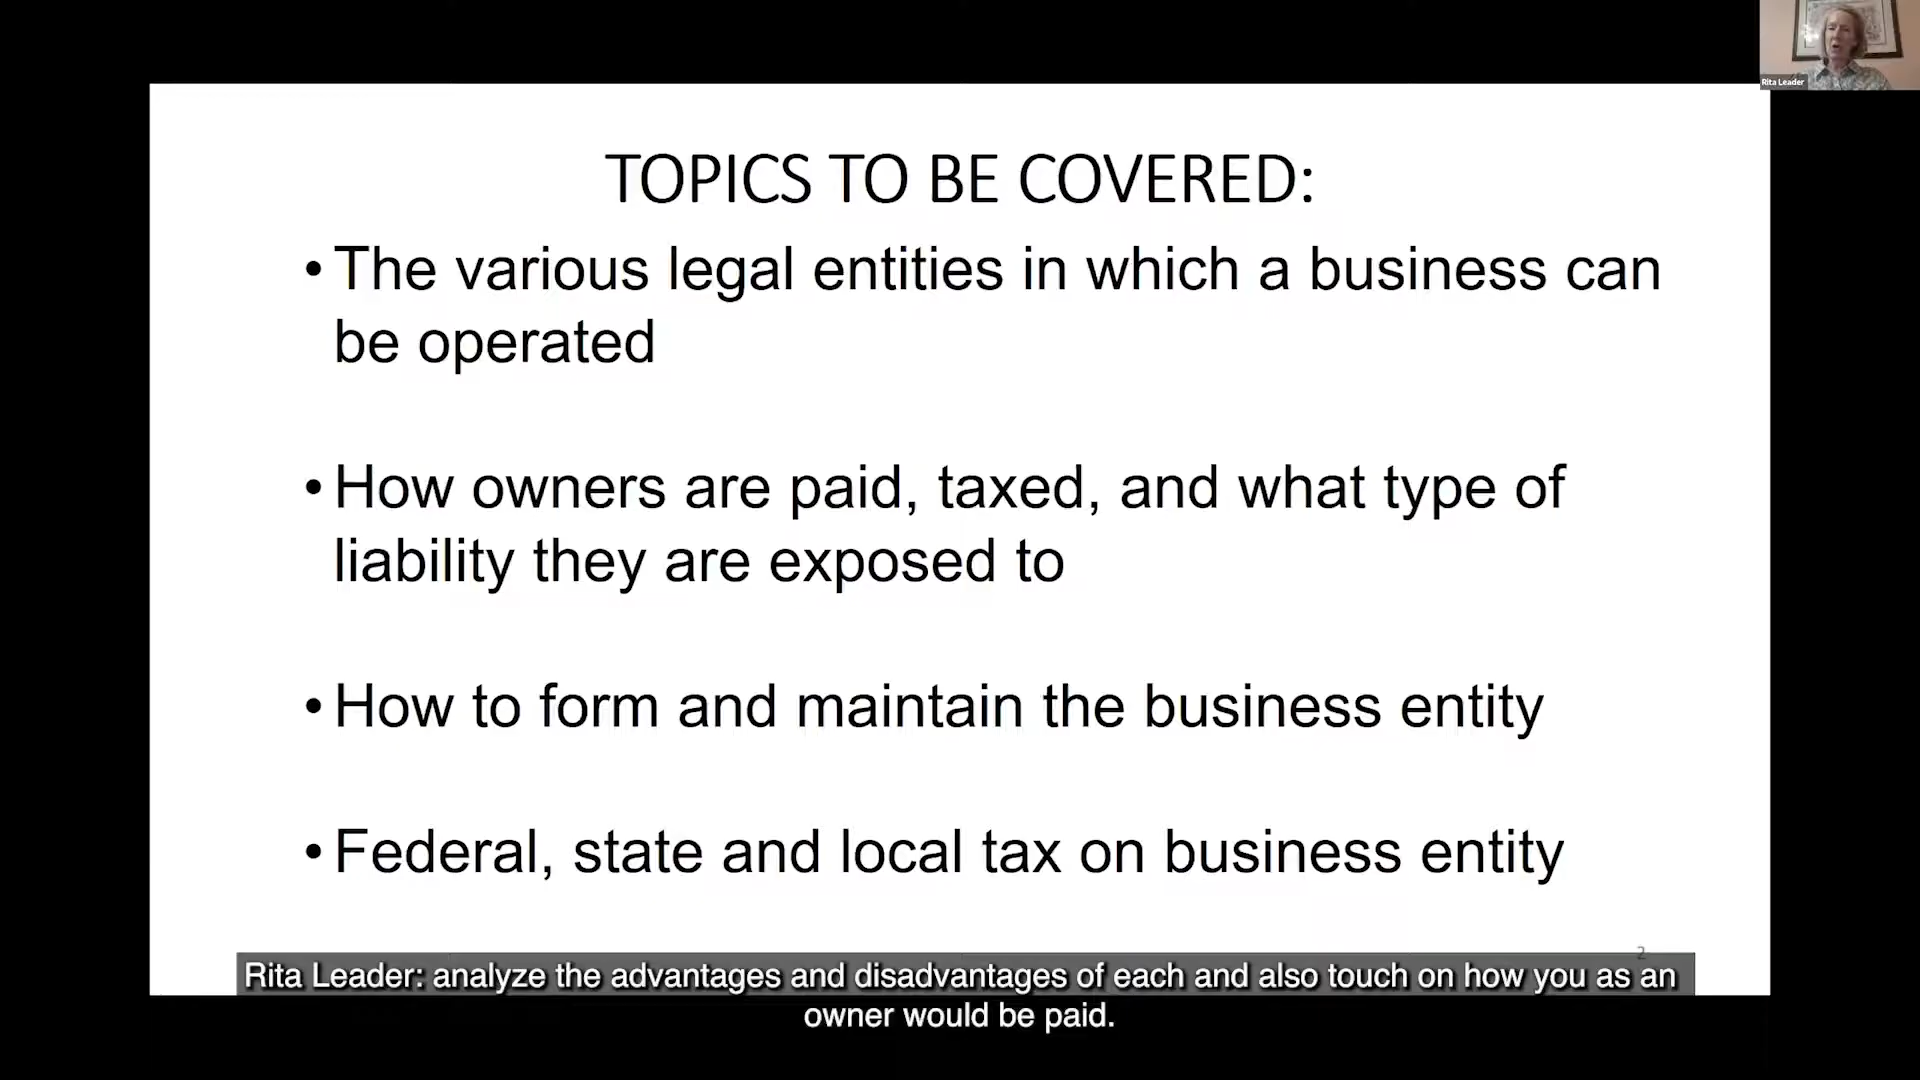 Rita Leader
TOPICS TO BE COVERED:
• The various legal entities in which a business can
be operated
• How owners are paid, taxed, and what type of
liability they are exposed to
• How to form and maintain the business entity
• Federal, state and local tax on business entity
2
Rita Leader: analyze the advantages and disadvantages of each and also touch on how you as an
owner would be paid.